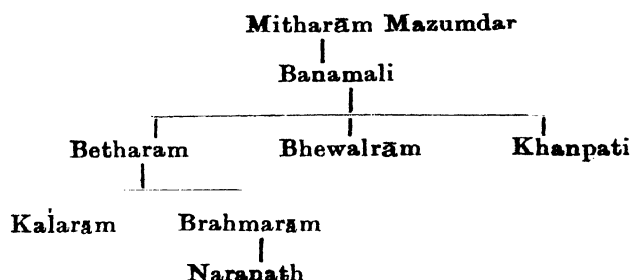 Mitharām Mazumdar
Banamali
Betharam Bhewalrām Khanpati
Kalaram Brahmaram
Naranath